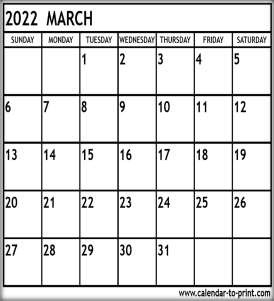 2022 MARCH
SUNDAY MONDAY TUESDAY WEDNESDAY THURSDAY FRIDAY SATURDAY
1 2 3 4 5
6 7 8 9 10 11 12
13 14 15 16 17 18 19
20 21 22 23 24 25 26
27 28 29 30 31
www.calendar-to-print.com